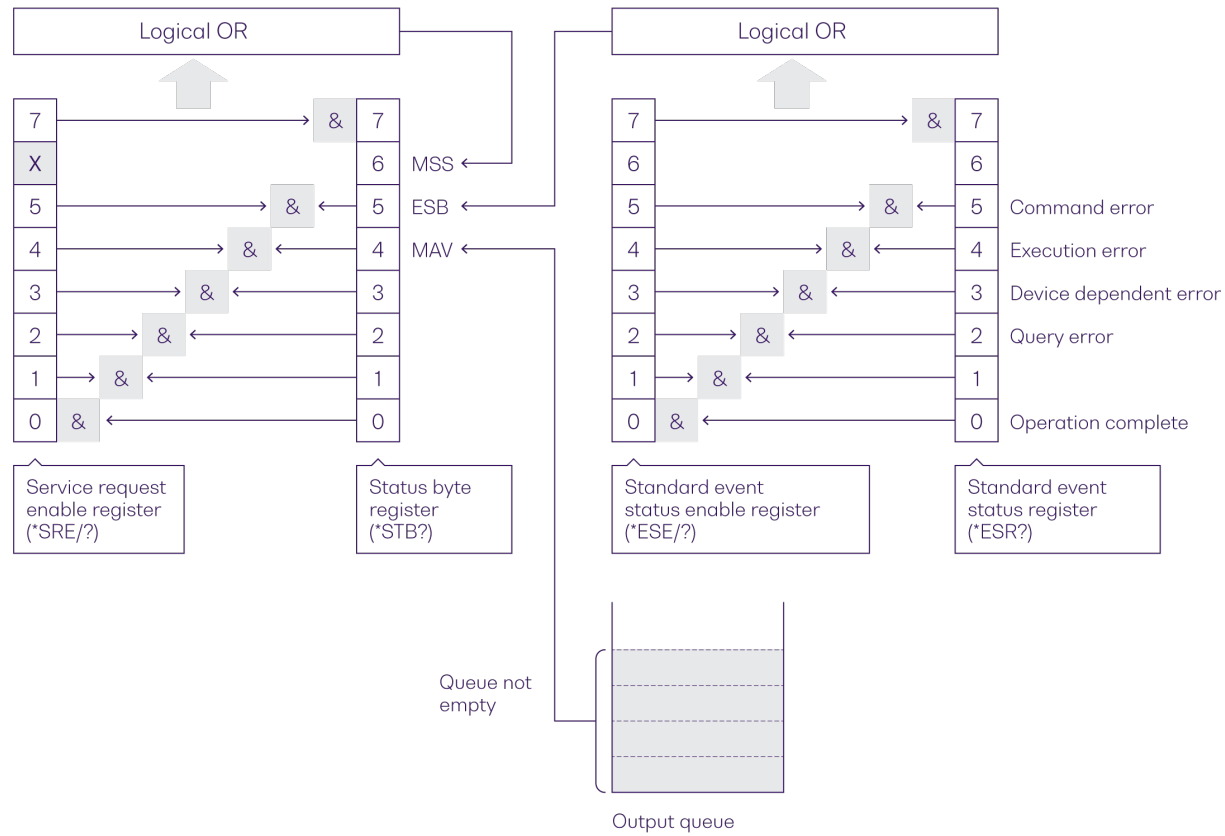 Logical OR
Logical OR
7 & 7
7 & 7
X 6 MSS
6 6
5 & 5 ESB
5 & 5 Command error
4 & 4 MAV
4 & 4 Execution error
3 & 3
3 & 3 Device dependent error
2 & 2
2 & 2 Query error
1 & 1
1 & 1
0 & 0
0 & 0 Operation complete
Service request
enable register
(*SRE/?)
Status byte
register
(*STB?)
Standard event
status enable register
(*ESE/?)
Standard event
status register
(*ESR?)
Queue not
empty
Output queue